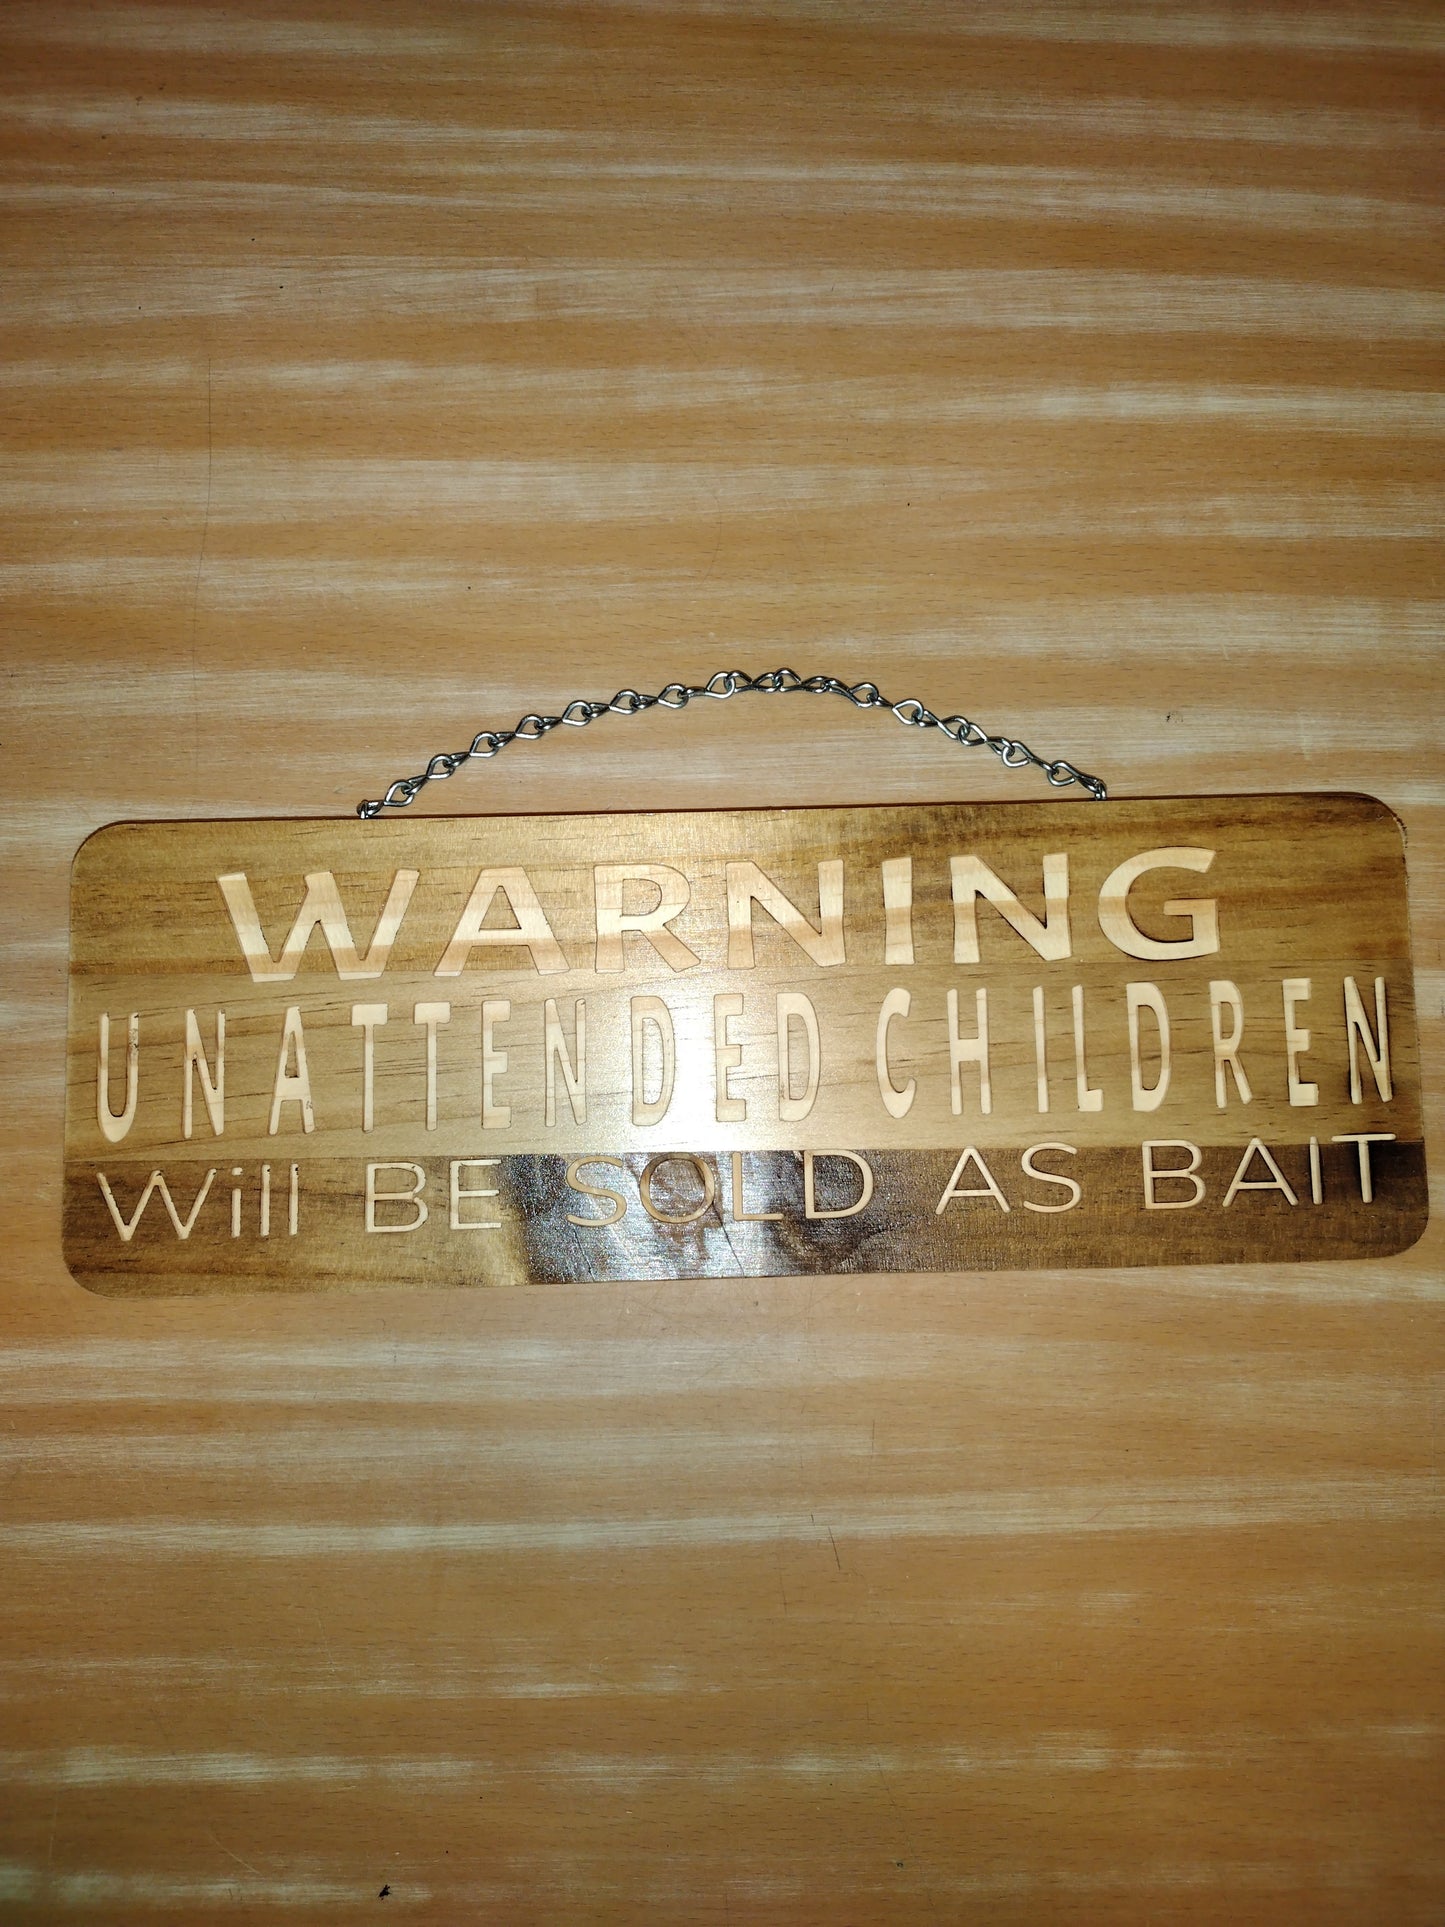 WARNING
UNATTENDED CHILDREN
Will BE SOLD AS BAIT